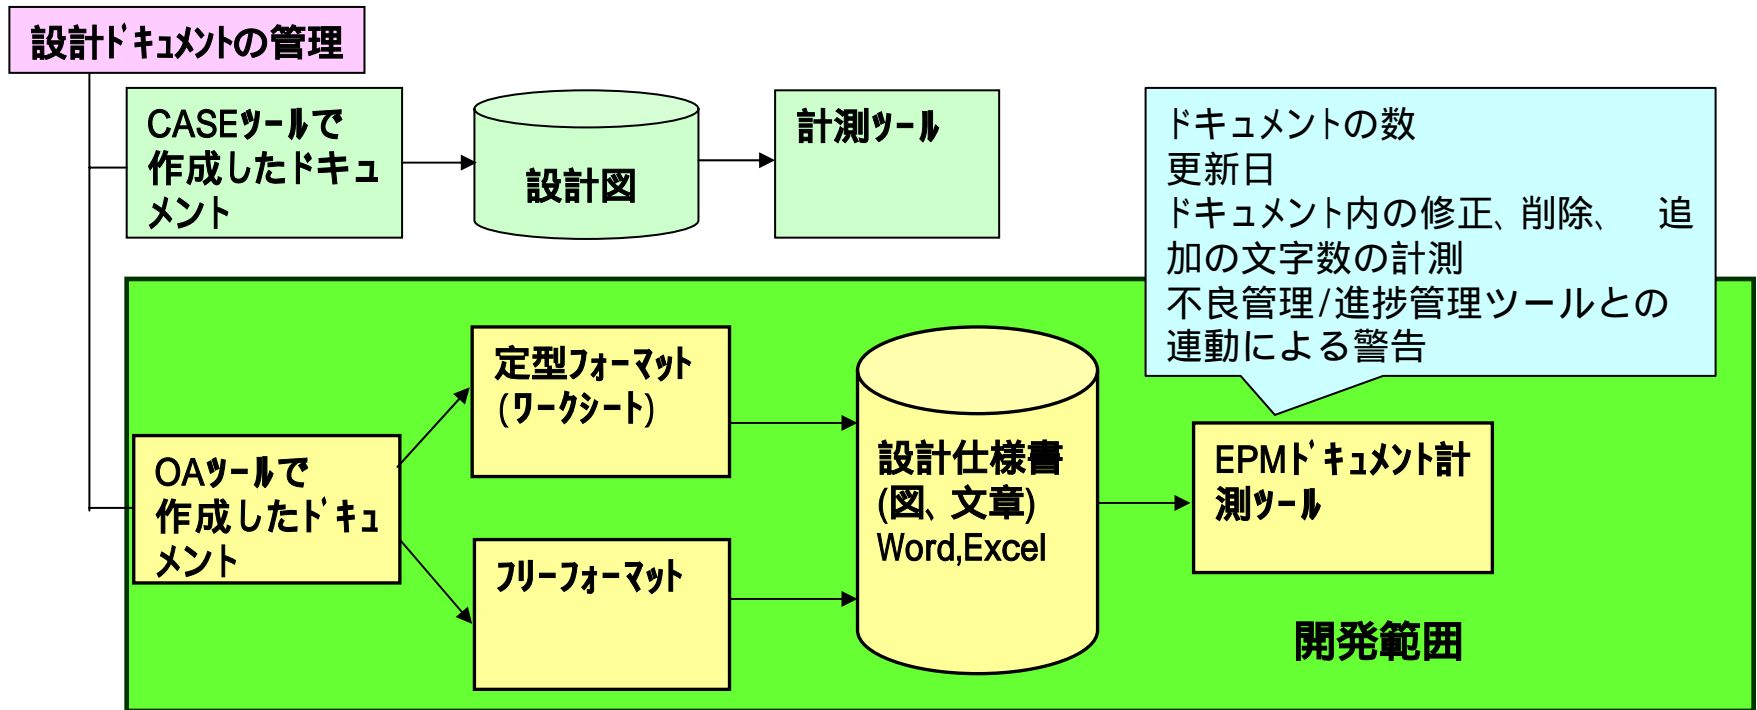 設計ﾄﾞｷｭﾒﾝﾄの管理
CASEﾂｰﾙで
作成したドキュ
メント
設計図
計測ﾂｰﾙ
ドキュメントの数
更新日
ドキュメント内の修正、削除、　追
加の文字数の計測
不良管理/進捗管理ツールとの
連動による警告
定型ﾌｫｰﾏｯﾄ
(ﾜｰｸｼｰﾄ)
OAﾂｰﾙで
作成したﾄﾞｷｭ
メント
ﾌﾘｰﾌｫｰﾏｯﾄ
設計仕様書
(図、文章)
Word,Excel
EPMﾄﾞｷｭﾒﾝﾄ計
測ﾂｰﾙ
開発範囲